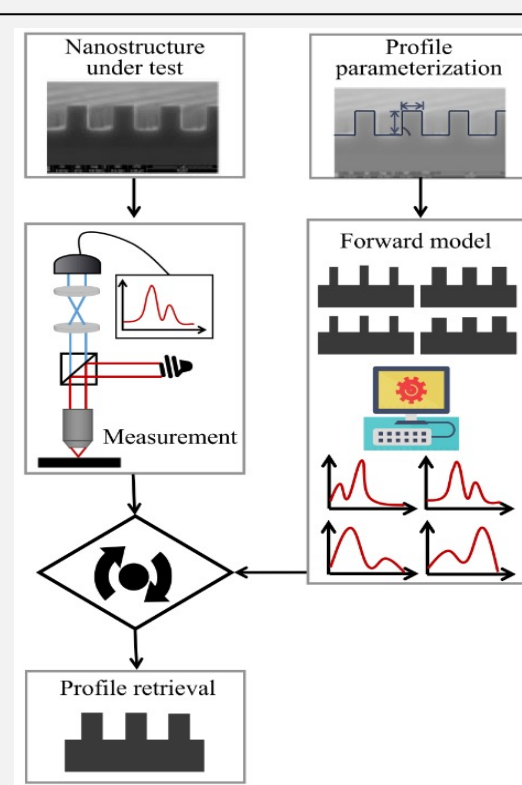 Nanostructure
under test
Profile
parameterization
Forward model
Measurement
Profile retrieval